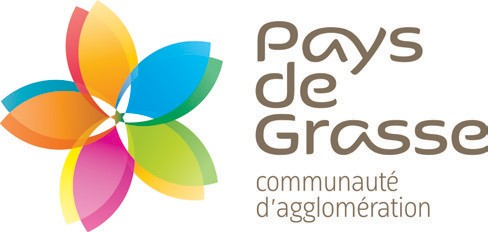 Pays
de
Grasse
communauté
d'agglomération